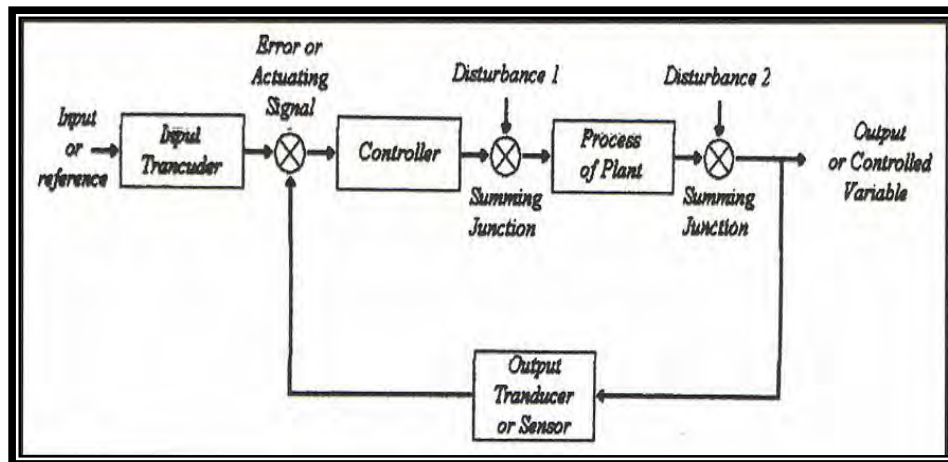 Error or
Actuating
Signal
Disturbance 1
Disturbance 2
Input
or
reference
Input
Trancuder
Controller
Process
of Plant
Output
or Controlled
Variable
Summing
Junction
Summing
Junction
Output
Tranducer
or Sensor